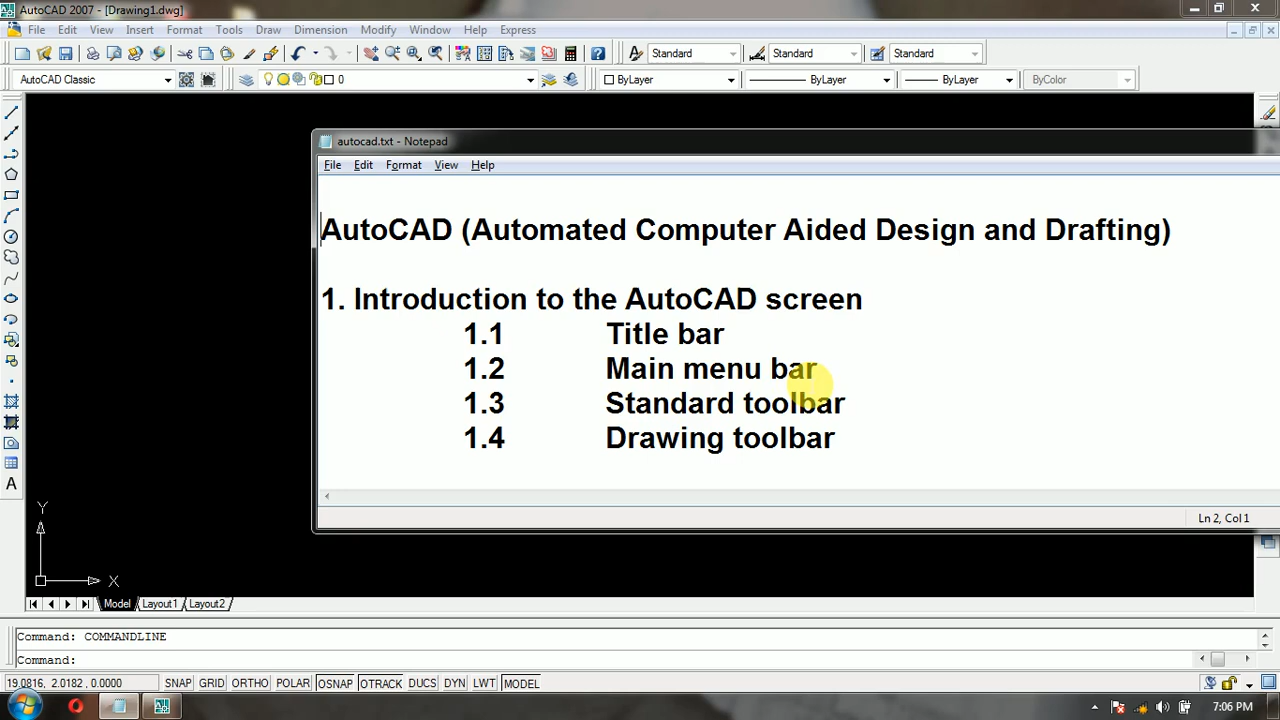 AutoCAD 2007 - [Drawing1.dwg]
File Edit View Insert Format Tools Draw Dimension Modify Window Help Express
Standard Standard Standard
AutoCAD Classic 0 ByLayer ByLayer ByLayer ByColor
autocad.txt - Notepad
File Edit Format View Help
AutoCAD (Automated Computer Aided Design and Drafting)
1. Introduction to the AutoCAD screen
1.1 Title bar
1.2 Main menu bar
1.3 Standard toolbar
1.4 Drawing toolbar
A
Ln 2, Col 1
Y
X
Model Layout1 Layout2
Command: COMMANDLINE
Command:
19.0816, 2.0182, 0.0000 SNAP GRID ORTHO POLAR OSNAP OTRACK DUCS DYN LWT MODEL
7:06 PM